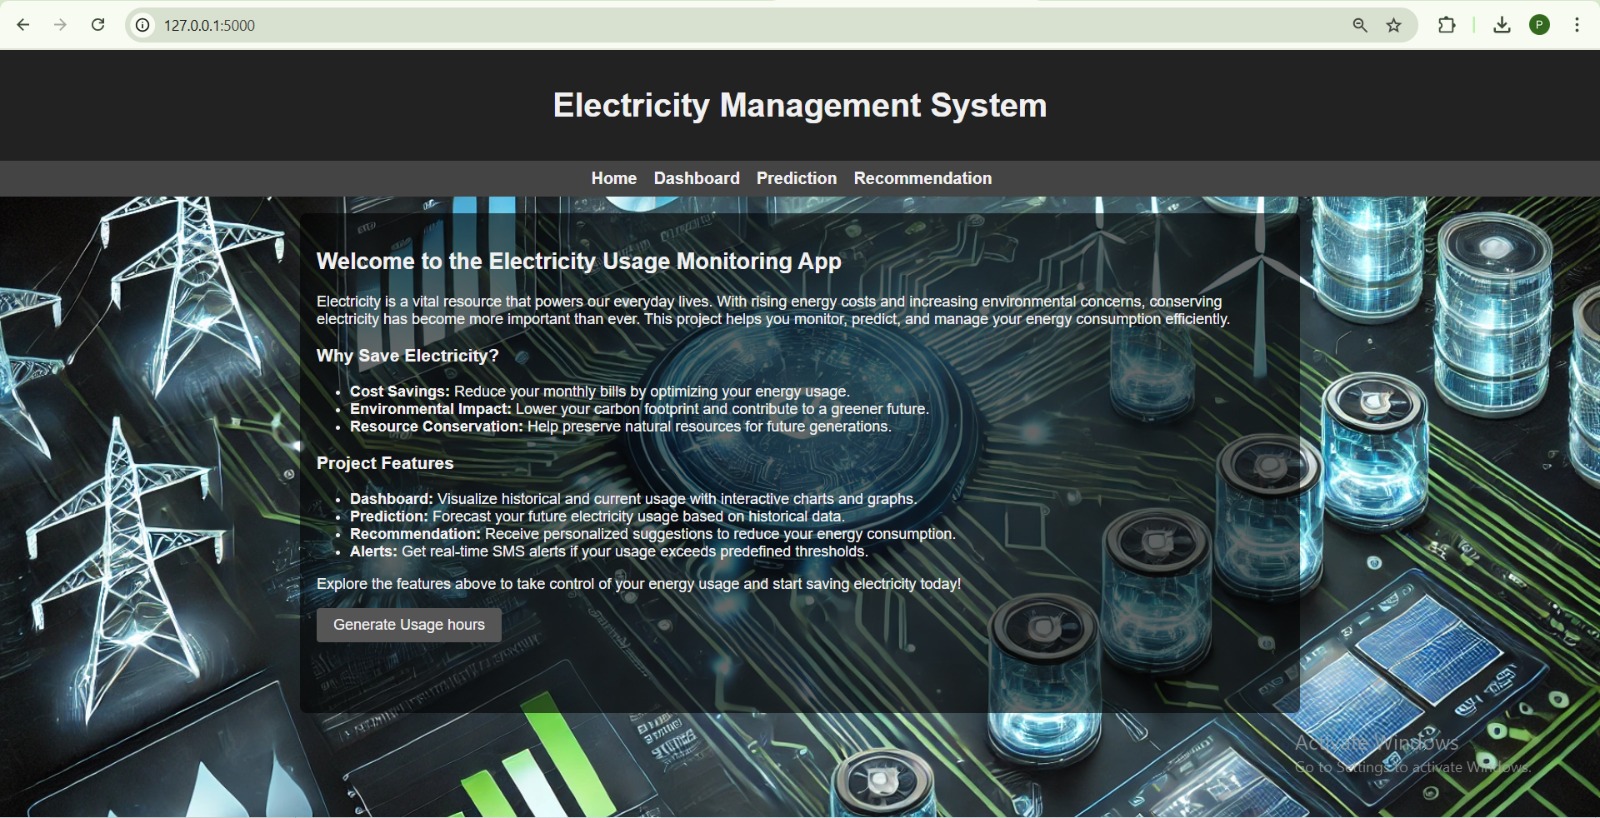 127.0.0.1:5000
P
Electricity Management System
Home Dashboard Prediction Recommendation
Welcome to the Electricity Usage Monitoring App
Electricity is a vital resource that powers our everyday lives. With rising energy costs and increasing environmental concerns, conserving
electricity has become more important than ever. This project helps you monitor, predict, and manage your energy consumption efficiently.
Why Save Electricity?
• Cost Savings: Reduce your monthly bills by optimizing your energy usage.
• Environmental Impact: Lower your carbon footprint and contribute to a greener future.
• Resource Conservation: Help preserve natural resources for future generations.
Project Features
• Dashboard: Visualize historical and current usage with interactive charts and graphs.
• Prediction: Forecast your future electricity usage based on historical data.
• Recommendation: Receive personalized suggestions to reduce your energy consumption.
• Alerts: Get real-time SMS alerts if your usage exceeds predefined thresholds.
Explore the features above to take control of your energy usage and start saving electricity today!
Generate Usage hours
Activate Windows
Go to Settings to activate Windows.